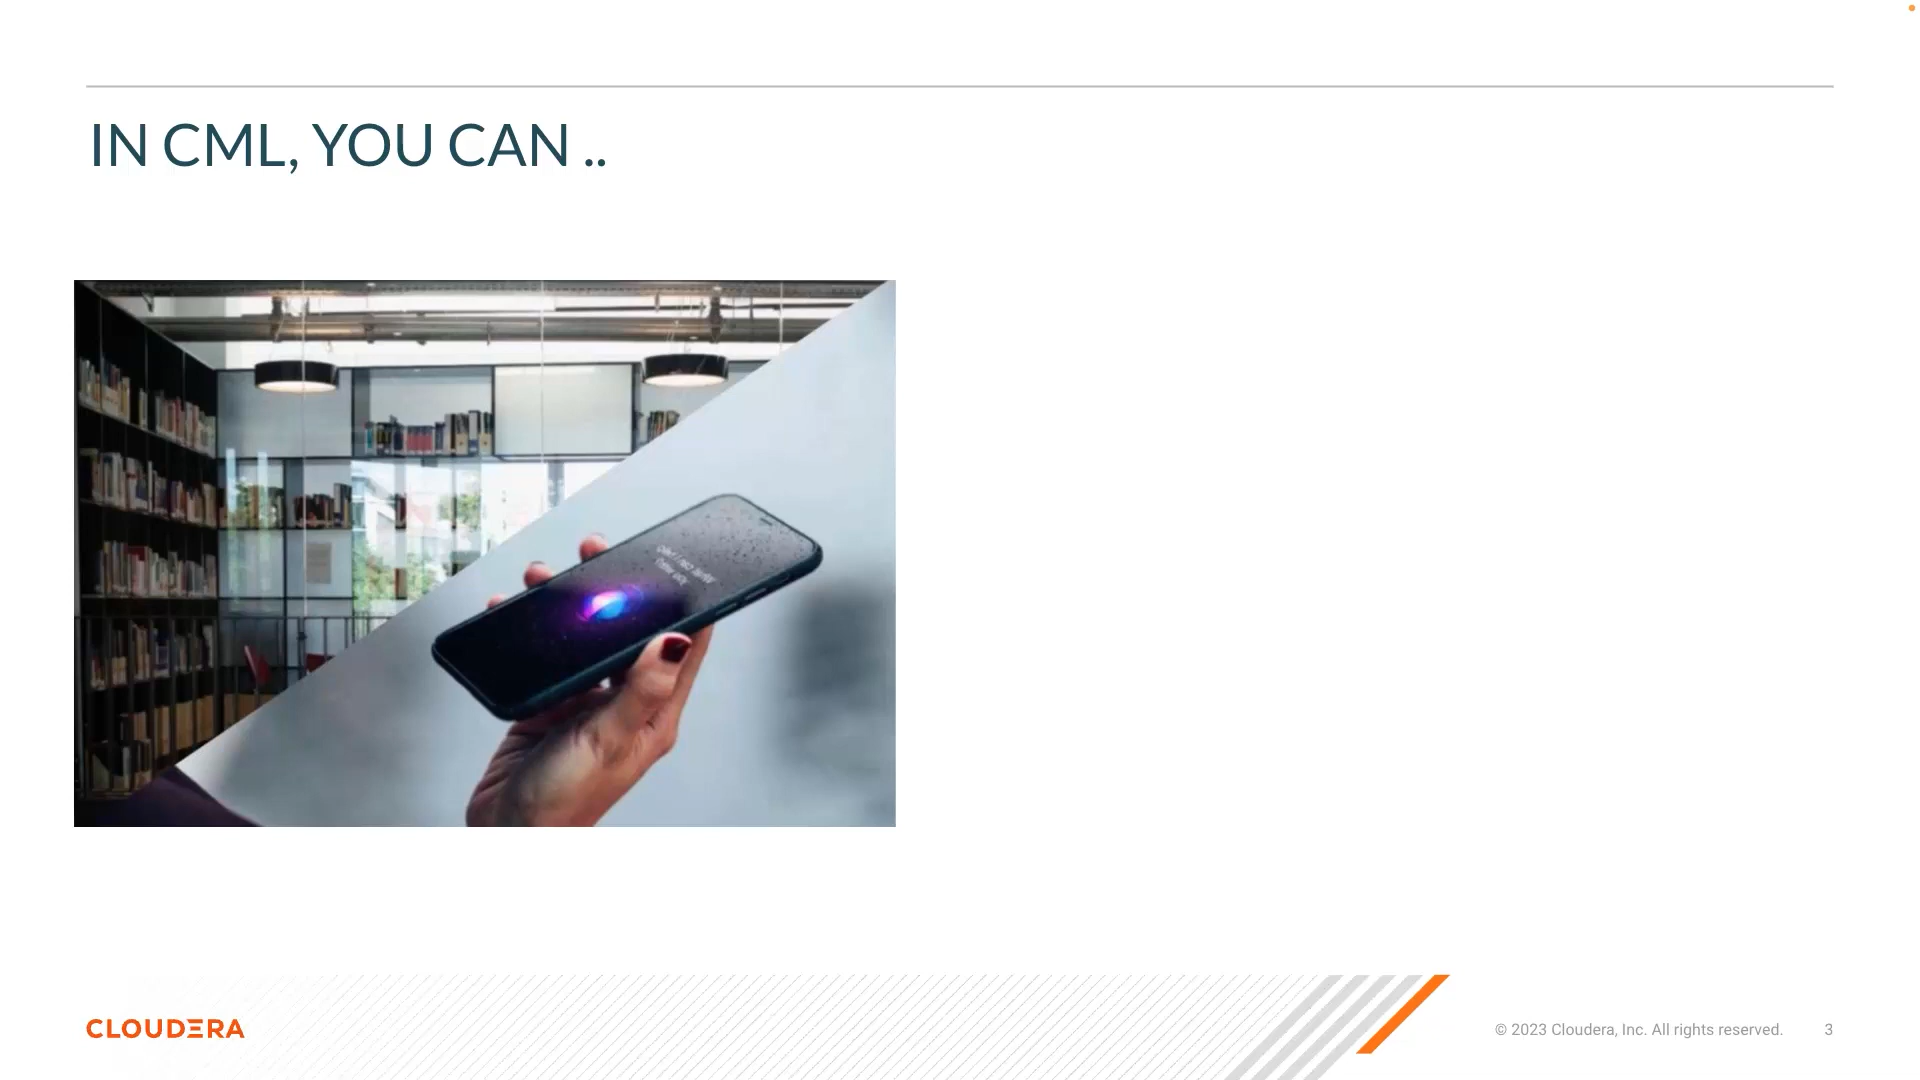 IN CML, YOU CAN ..
CLOUDERA
© 2023 Cloudera, Inc. All rights reserved.
3